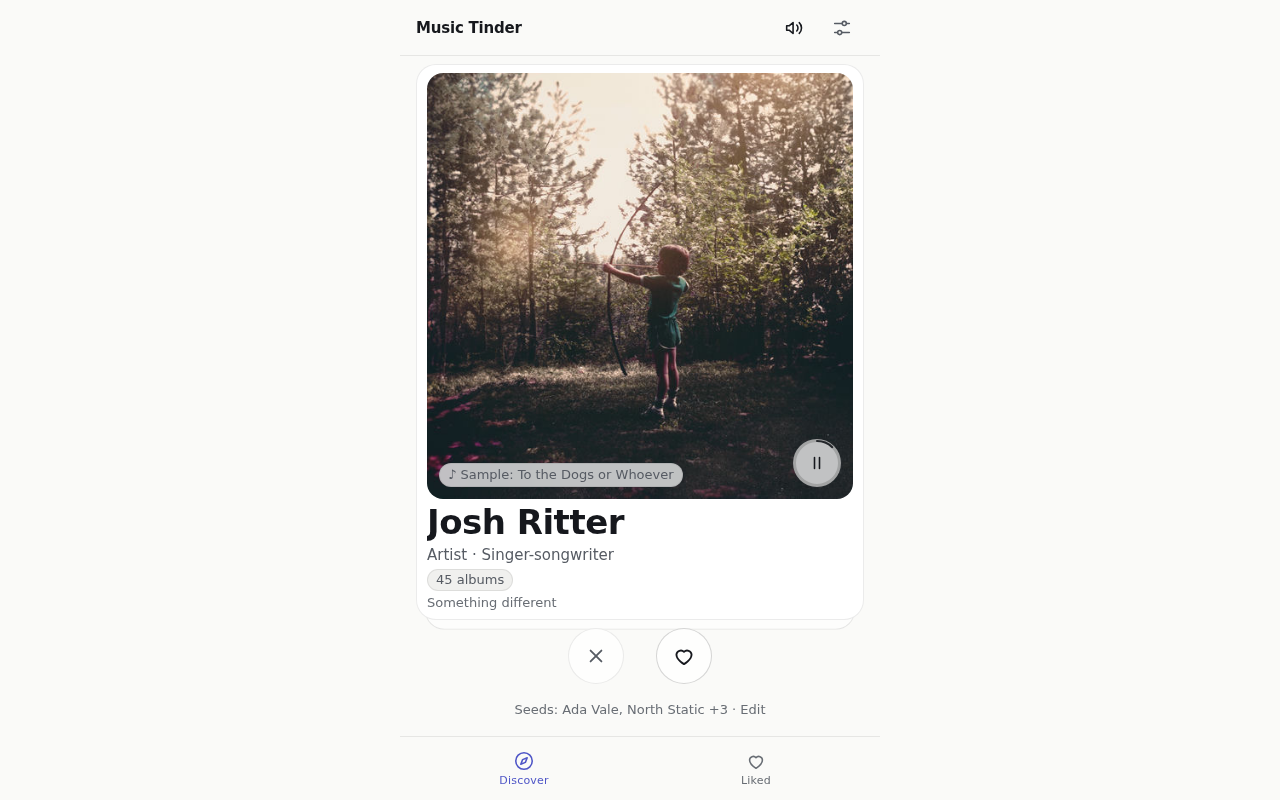 Music Tinder
♪ Sample: To the Dogs or Whoever
Josh Ritter
Artist · Singer-songwriter
45 albums
Something different
Seeds: Ada Vale, North Static +3 · Edit
Discover
Liked